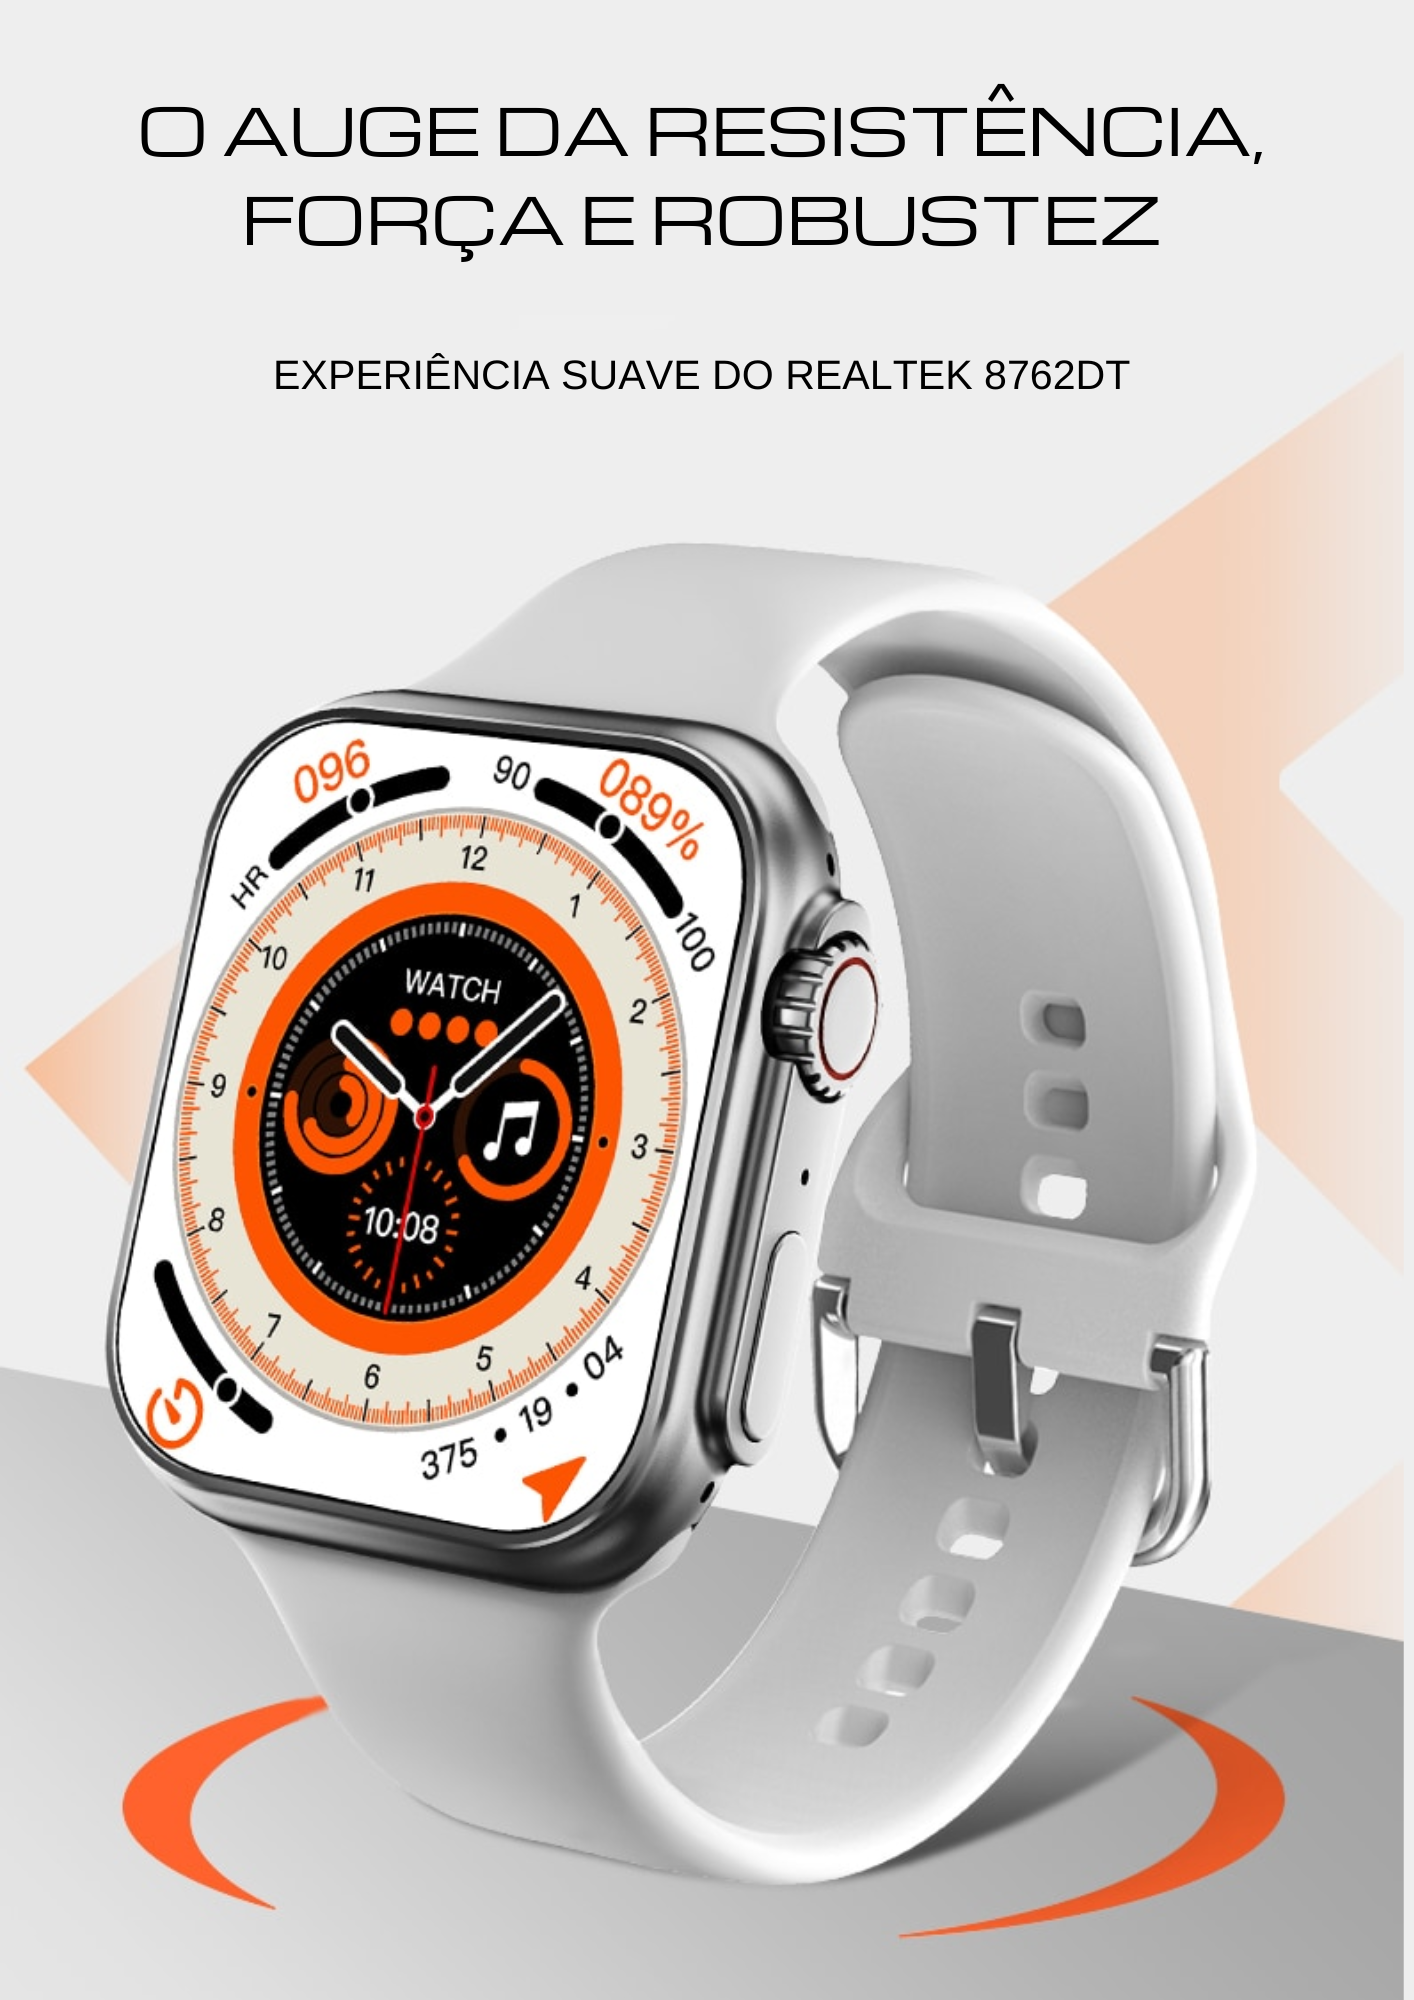 O AUGE DA RESISTÊNCIA,
FORÇA E ROBUSTEZ
EXPERIÊNCIA SUAVE DO REALTEK 8762DT
096
HR
90
089%
100
12
1
2
3
4
5
6
7
8
9
10
11
WATCH
10:08
375 • 19 • 04